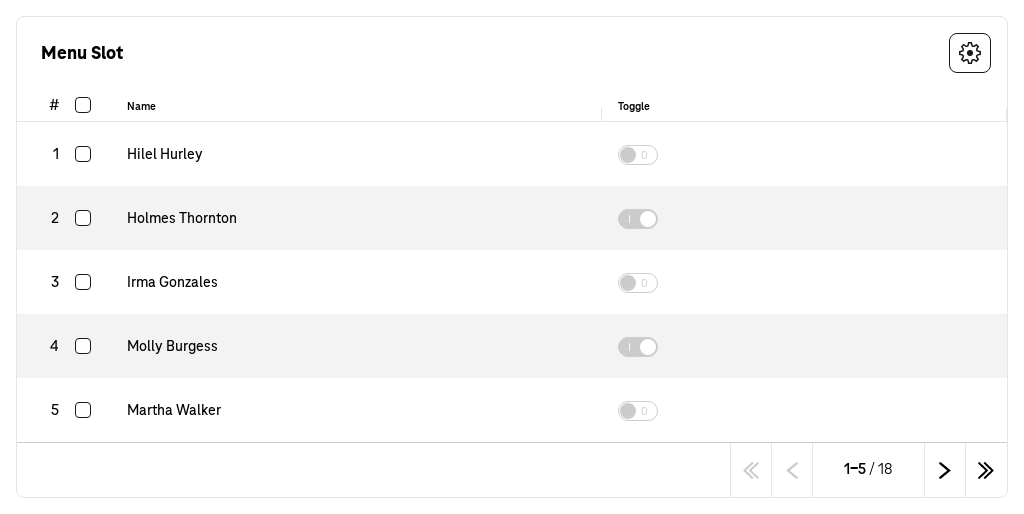 Menu Slot
# Name Toggle
1 Hilel Hurley 0
2 Holmes Thornton I
3 Irma Gonzales 0
4 Molly Burgess I
5 Martha Walker 0
1–5 / 18